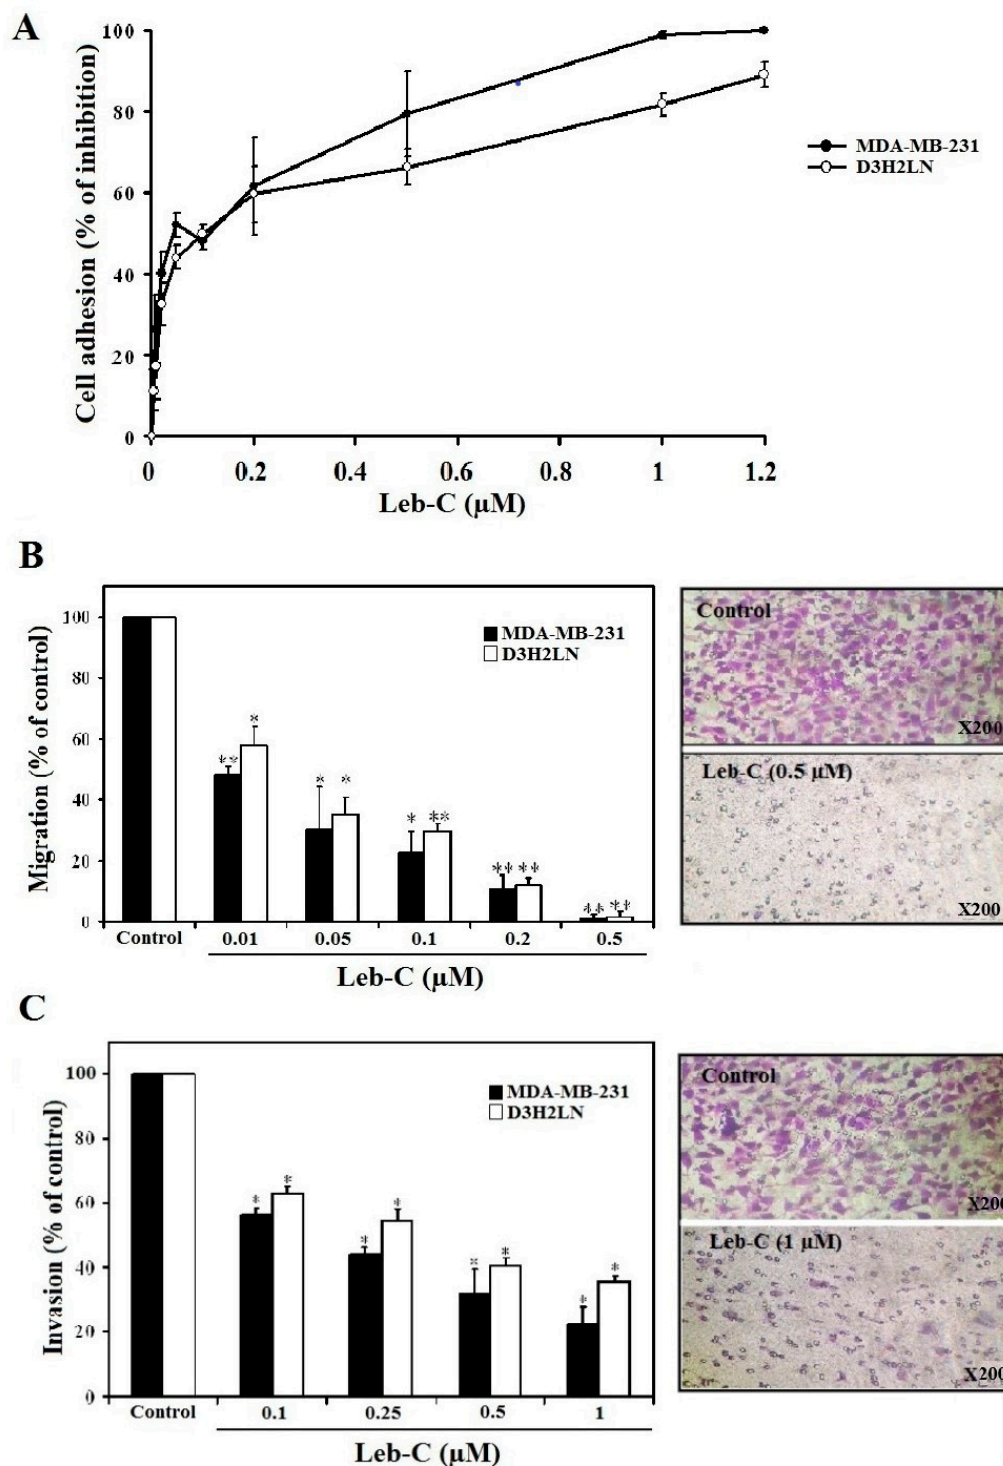 A
Cell adhesion (% of inhibition)
100
80
60
40
20
0
0 0.2 0.4 0.6 0.8 1 1.2
Leb-C (μM)
MDA-MB-231
D3H2LN
B
Migration (% of control)
100
80
60
40
20
0
MDA-MB-231
D3H2LN
** * * * * ** ** ** ** **
Control 0.01 0.05 0.1 0.2 0.5
Leb-C (μM)
Control
X200
Leb-C (0.5 μM)
X200
C
Invasion (% of control)
100
80
60
40
20
0
MDA-MB-231
D3H2LN
* * * * * * * *
Control 0.1 0.25 0.5 1
Leb-C (μM)
Control
X200
Leb-C (1 μM)
X200